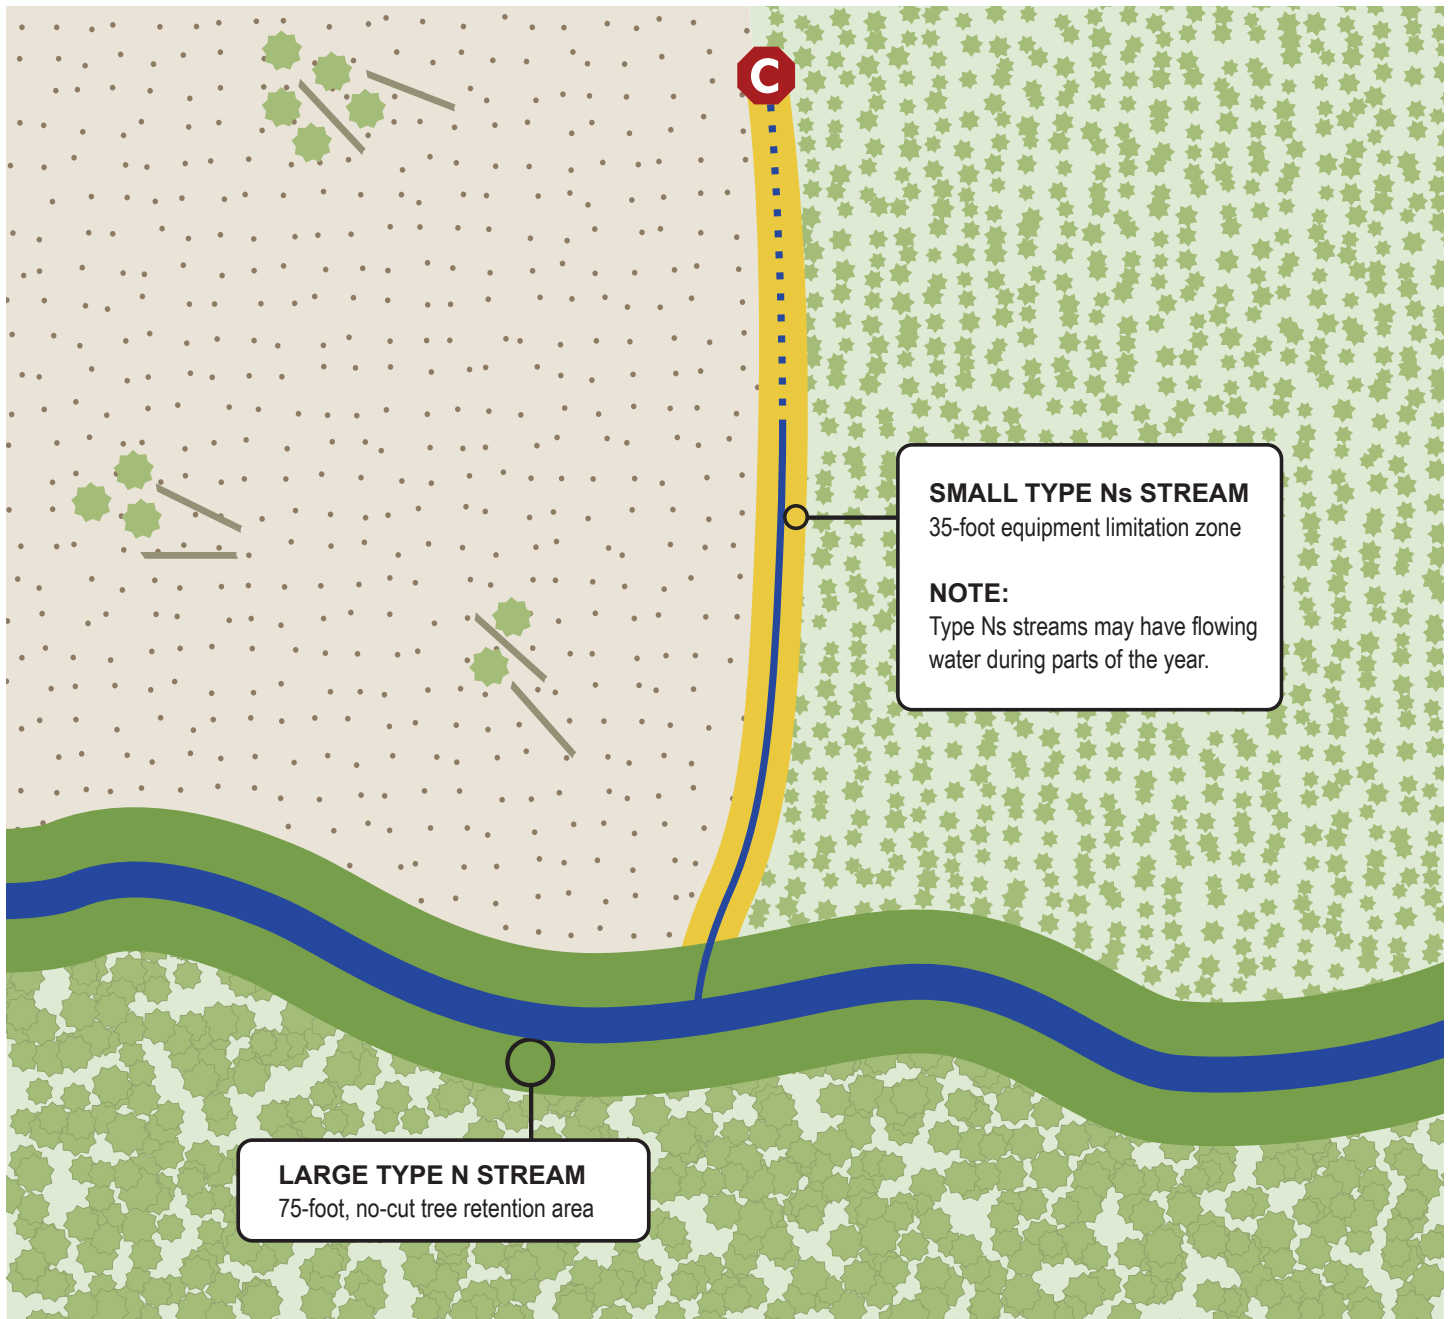 C
SMALL TYPE Ns STREAM
35-foot equipment limitation zone
NOTE:
Type Ns streams may have flowing
water during parts of the year.
LARGE TYPE N STREAM
75-foot, no-cut tree retention area